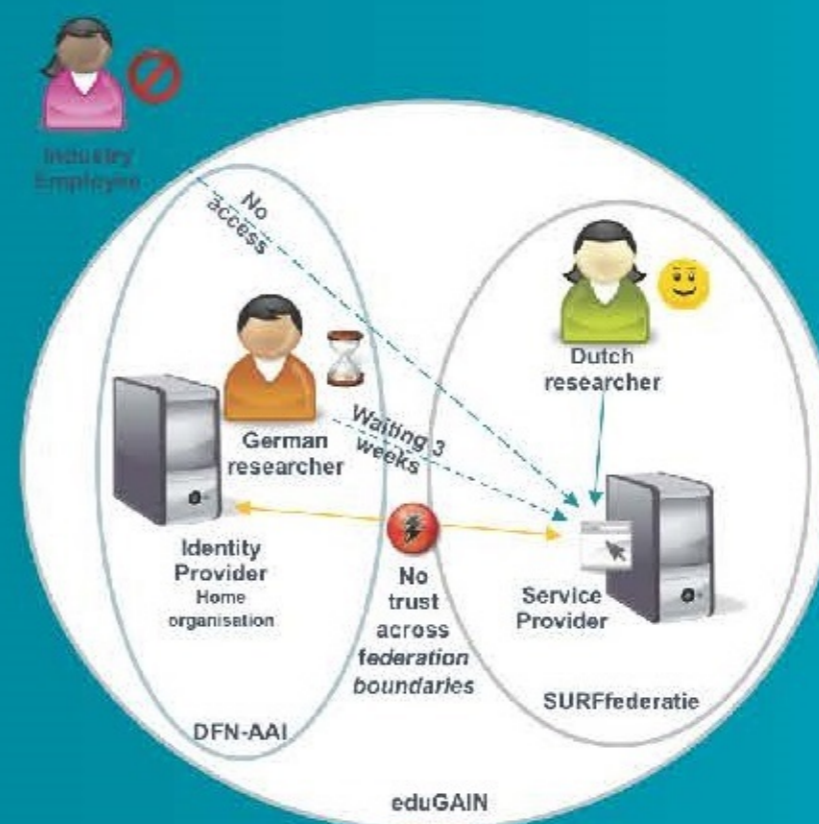 Industry
Employee
No
access
Dutch
researcher
German
researcher
Waiting 3
weeks
Identity
Provider
Home
organisation
No
trust
across
federation
boundaries
Service
Provider
SURFfederatie
DFN-AAI
eduGAIN